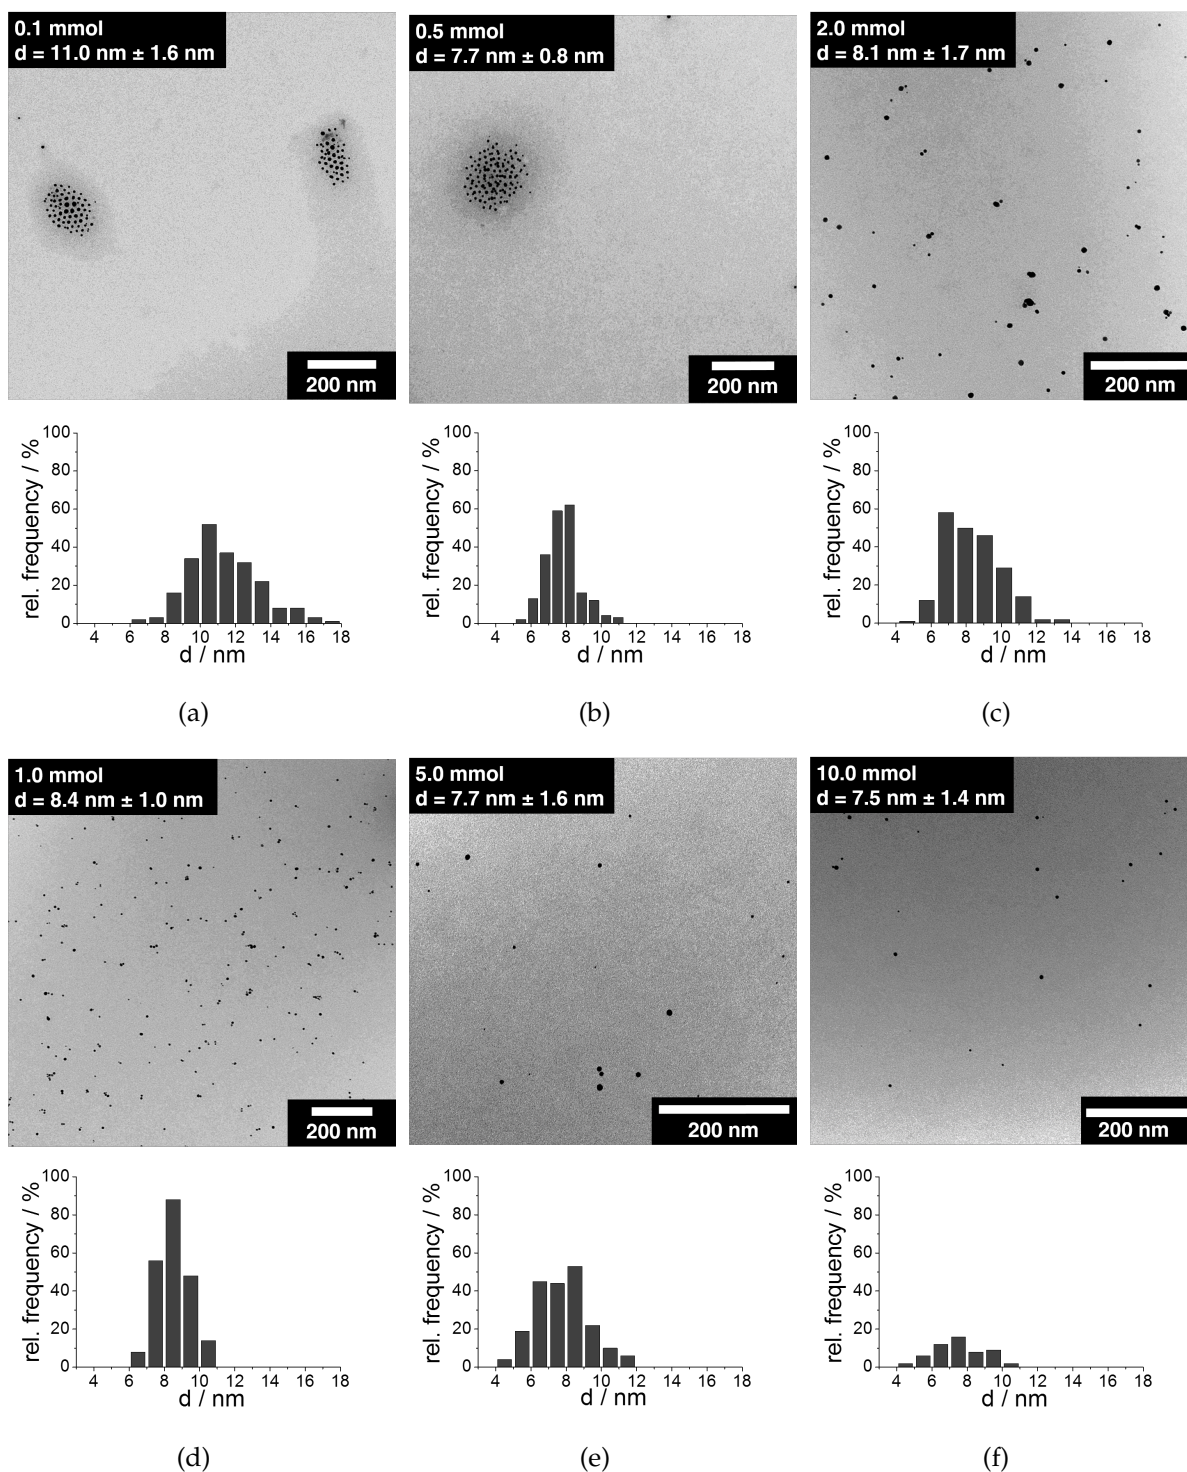 0.1 mmol
d = 11.0 nm ± 1.6 nm
200 nm
0.5 mmol
d = 7.7 nm ± 0.8 nm
200 nm
2.0 mmol
d = 8.1 nm ± 1.7 nm
200 nm
100
80
60
40
20
0
rel. frequency / %
4 6 8 10 12 14 16 18
d / nm
100
80
60
40
20
0
rel. frequency / %
4 6 8 10 12 14 16 18
d / nm
100
80
60
40
20
0
rel. frequency / %
4 6 8 10 12 14 16 18
d / nm
(a)
(b)
(c)
1.0 mmol
d = 8.4 nm ± 1.0 nm
200 nm
5.0 mmol
d = 7.7 nm ± 1.6 nm
200 nm
10.0 mmol
d = 7.5 nm ± 1.4 nm
200 nm
100
80
60
40
20
0
rel. frequency / %
4 6 8 10 12 14 16 18
d / nm
100
80
60
40
20
0
rel. frequency / %
4 6 8 10 12 14 16 18
d / nm
100
80
60
40
20
0
rel. frequency / %
4 6 8 10 12 14 16 18
d / nm
(d)
(e)
(f)